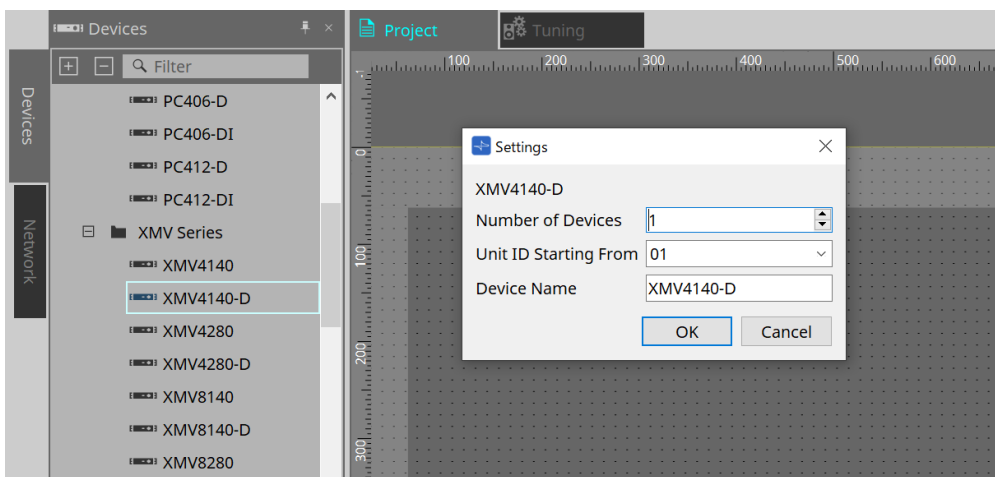 Devices
Filter
Devices
Network
PC406-D
PC406-DI
PC412-D
PC412-DI
XMV Series
XMV4140
XMV4140-D
XMV4280
XMV4280-D
XMV8140
XMV8140-D
XMV8280
Project
Tuning
100 200 300 400 500 600
0
100
200
300
Settings
XMV4140-D
Number of Devices 1
Unit ID Starting From 01
Device Name XMV4140-D
OK Cancel